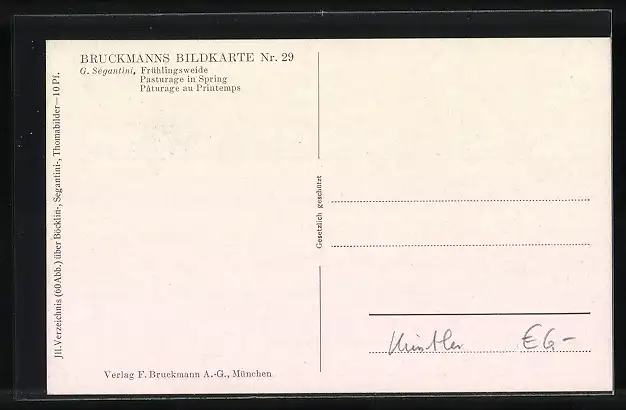 BRUCKMANNS BILDKARTE Nr. 29
G. Segantini, Frühlingsweide
Pasturage in Spring
Pâturage au Printemps
Jll. Verzeichnis (60 Abb.) über Böcklin-, Segantini-, Thomabilder—10 Pf.
Gesetzlich geschützt
Künstler E6.-
Verlag F. Bruckmann A.-G., München